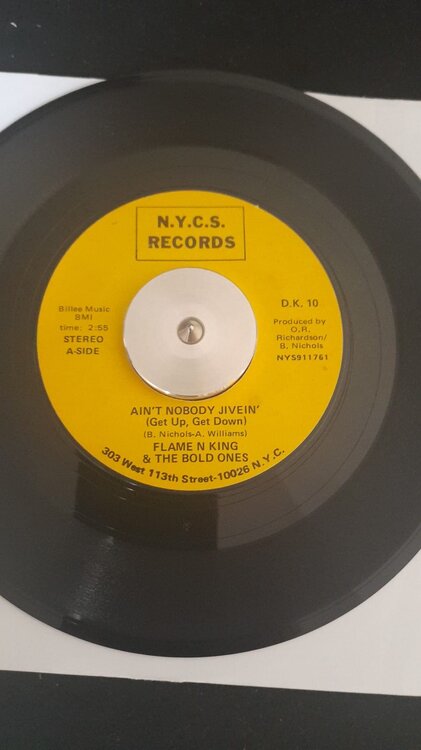 N.Y.C.S.
RECORDS
Billee Music
BMI
time: 2:55
STEREO
A-SIDE
D.K. 10
Produced by
O.R.
Richardson/
B. Nichols
NYS911761
AIN'T NOBODY JIVEIN'
(Get Up, Get Down)
(B. Nichols-A. Williams)
FLAME N KING
& THE BOLD ONES
303 West 113th Street-10026 N.Y.C.